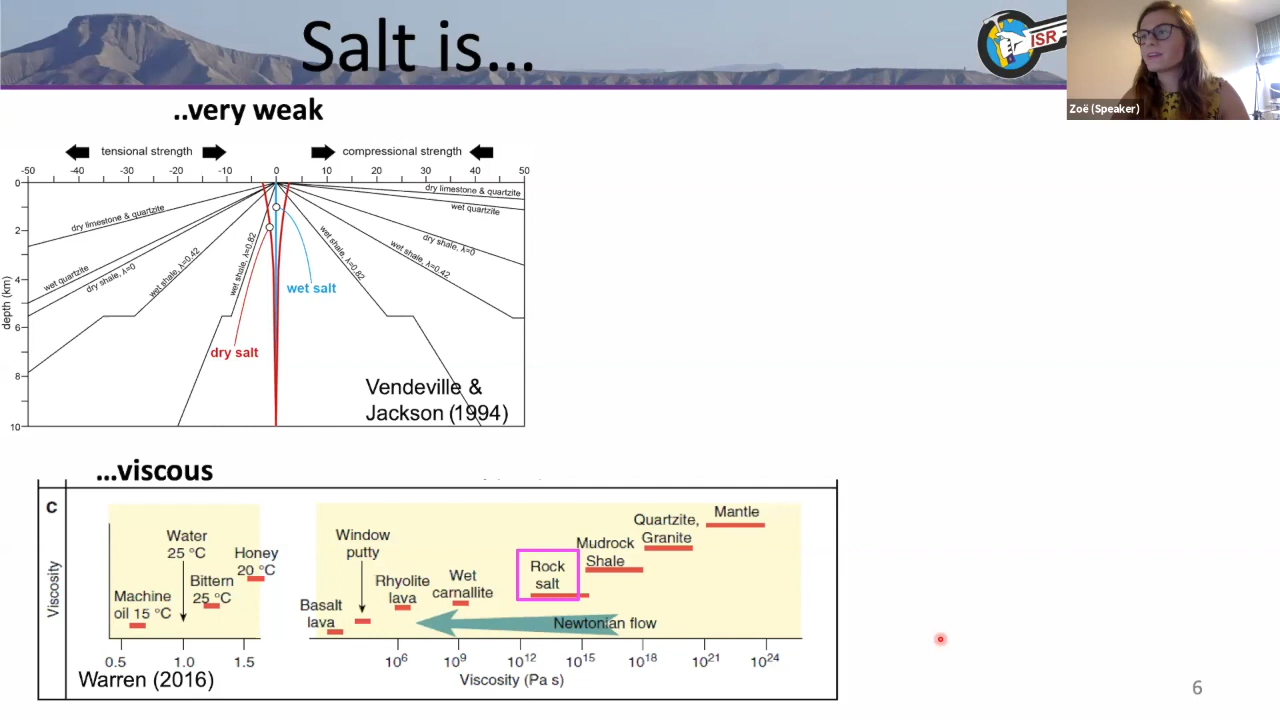 Salt is...
ISR
Zoë (Speaker)
..very weak
tensional strength
compressional strength
-50 -40 -30 -20 -10 0 10 20 30 40 50
depth (km)
0
2
4
6
8
10
dry limestone & quartzite
wet quartzite
dry shale, λ=0
wet shale, λ=0.42
wet shale, λ=0.82
wet shale, λ=0.82
wet shale, λ=0.42
dry shale, λ=0
wet quartzite
dry limestone & quartzite
wet salt
dry salt
Vendeville &
Jackson (1994)
...viscous
C
Viscosity
Water
25 °C
Honey
20 °C
Bittern
25 °C
Machine
oil 15 °C
Window
putty
Basalt
lava
Rhyolite
lava
Wet
carnallite
Rock
salt
Mudrock
Shale
Quartzite,
Granite
Mantle
Newtonian flow
0.5 1.0 1.5 10⁶ 10⁹ 10¹² 10¹⁵ 10¹⁸ 10²¹ 10²⁴
Viscosity (Pa s)
Warren (2016)
6